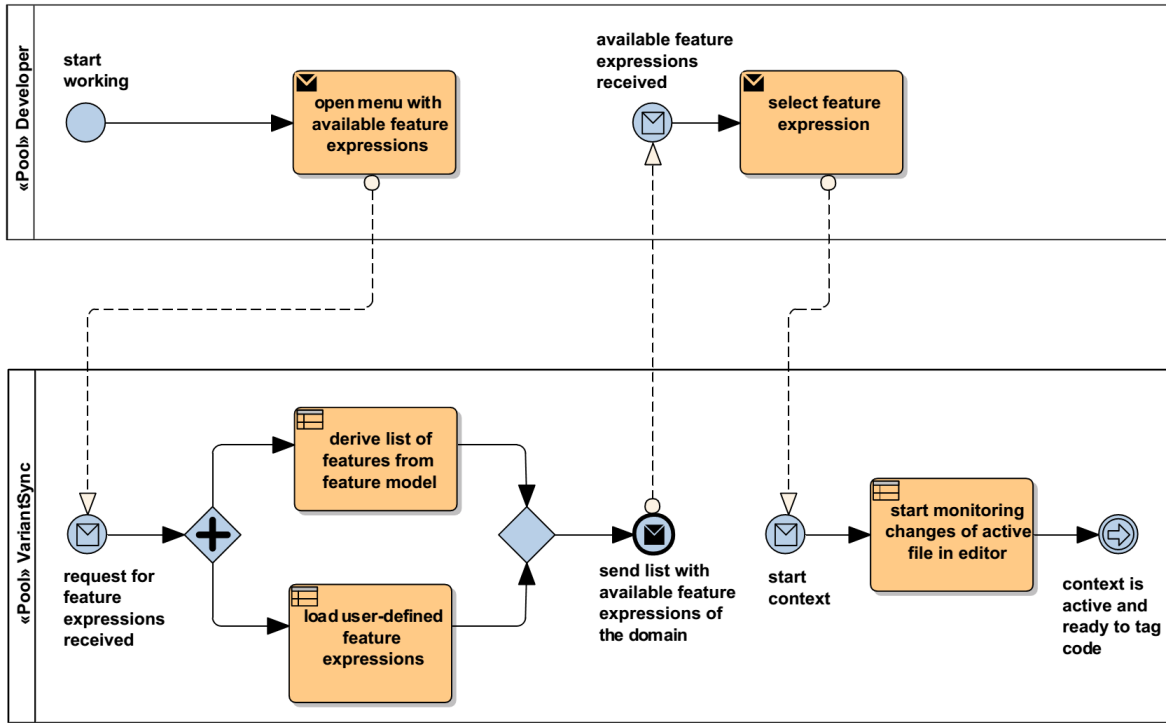 «Pool» Developer
start
working
open menu with
available feature
expressions
available feature
expressions
received
select feature
expression
«Pool» VariantSync
request for
feature
expressions
received
derive list of
features from
feature model
load user-defined
feature
expressions
send list with
available feature
expressions of
the domain
start
context
start monitoring
changes of active
file in editor
context is
active and
ready to tag
code